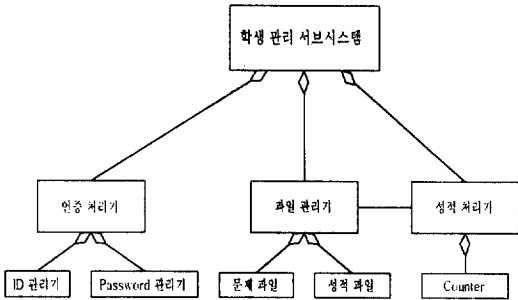 학생 관리 서브시스템
인증 처리기
파일 관리기
성적 처리기
ID 관리기
Password 관리기
문제 파일
성적 파일
Counter